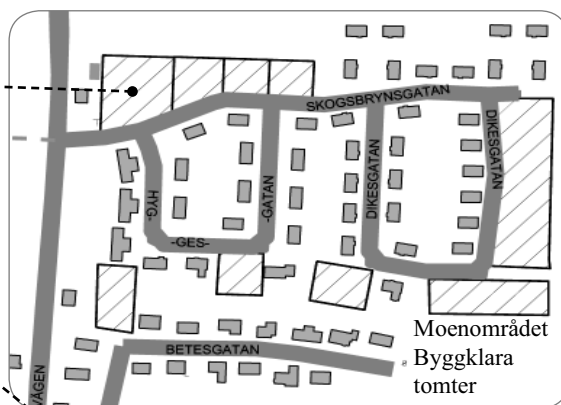 SKOGSBRYNSGATAN
DIKESGATAN
DIKESGATAN
HYG-
-GATAN
-GES-
BETESGATAN
VÄGEN
Moenområdet
Byggklara
tomter